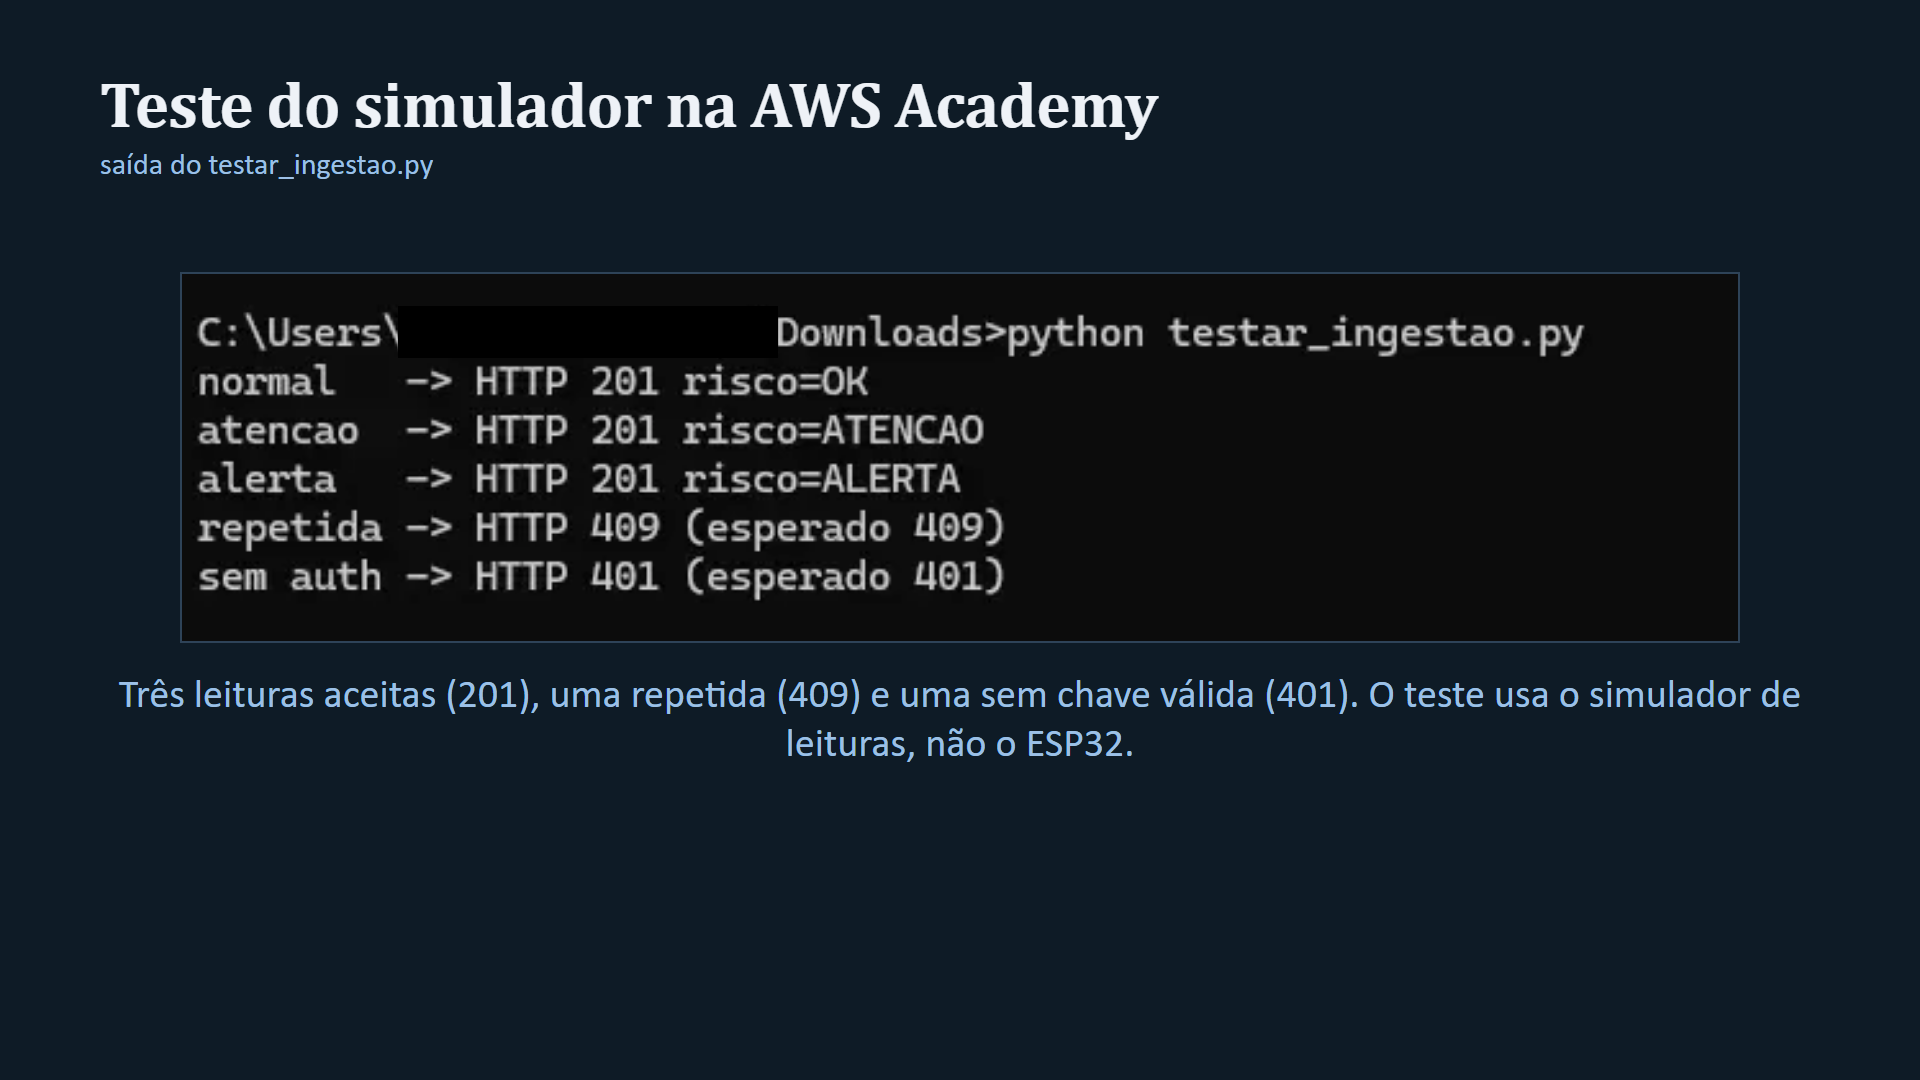 Teste do simulador na AWS Academy
saída do testar_ingestao.py
C:\Users\ Downloads>python testar_ingestao.py
normal -> HTTP 201 risco=OK
atencao -> HTTP 201 risco=ATENCAO
alerta -> HTTP 201 risco=ALERTA
repetida -> HTTP 409 (esperado 409)
sem auth -> HTTP 401 (esperado 401)
Três leituras aceitas (201), uma repetida (409) e uma sem chave válida (401). O teste usa o simulador de
leituras, não o ESP32.